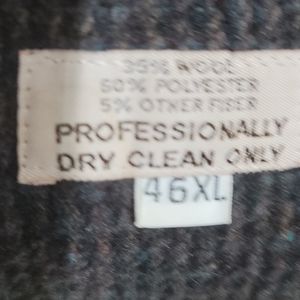 35% WOOL
60% POLYESTER
5% OTHER FIBER
PROFESSIONALLY
DRY CLEAN ONLY
46XL